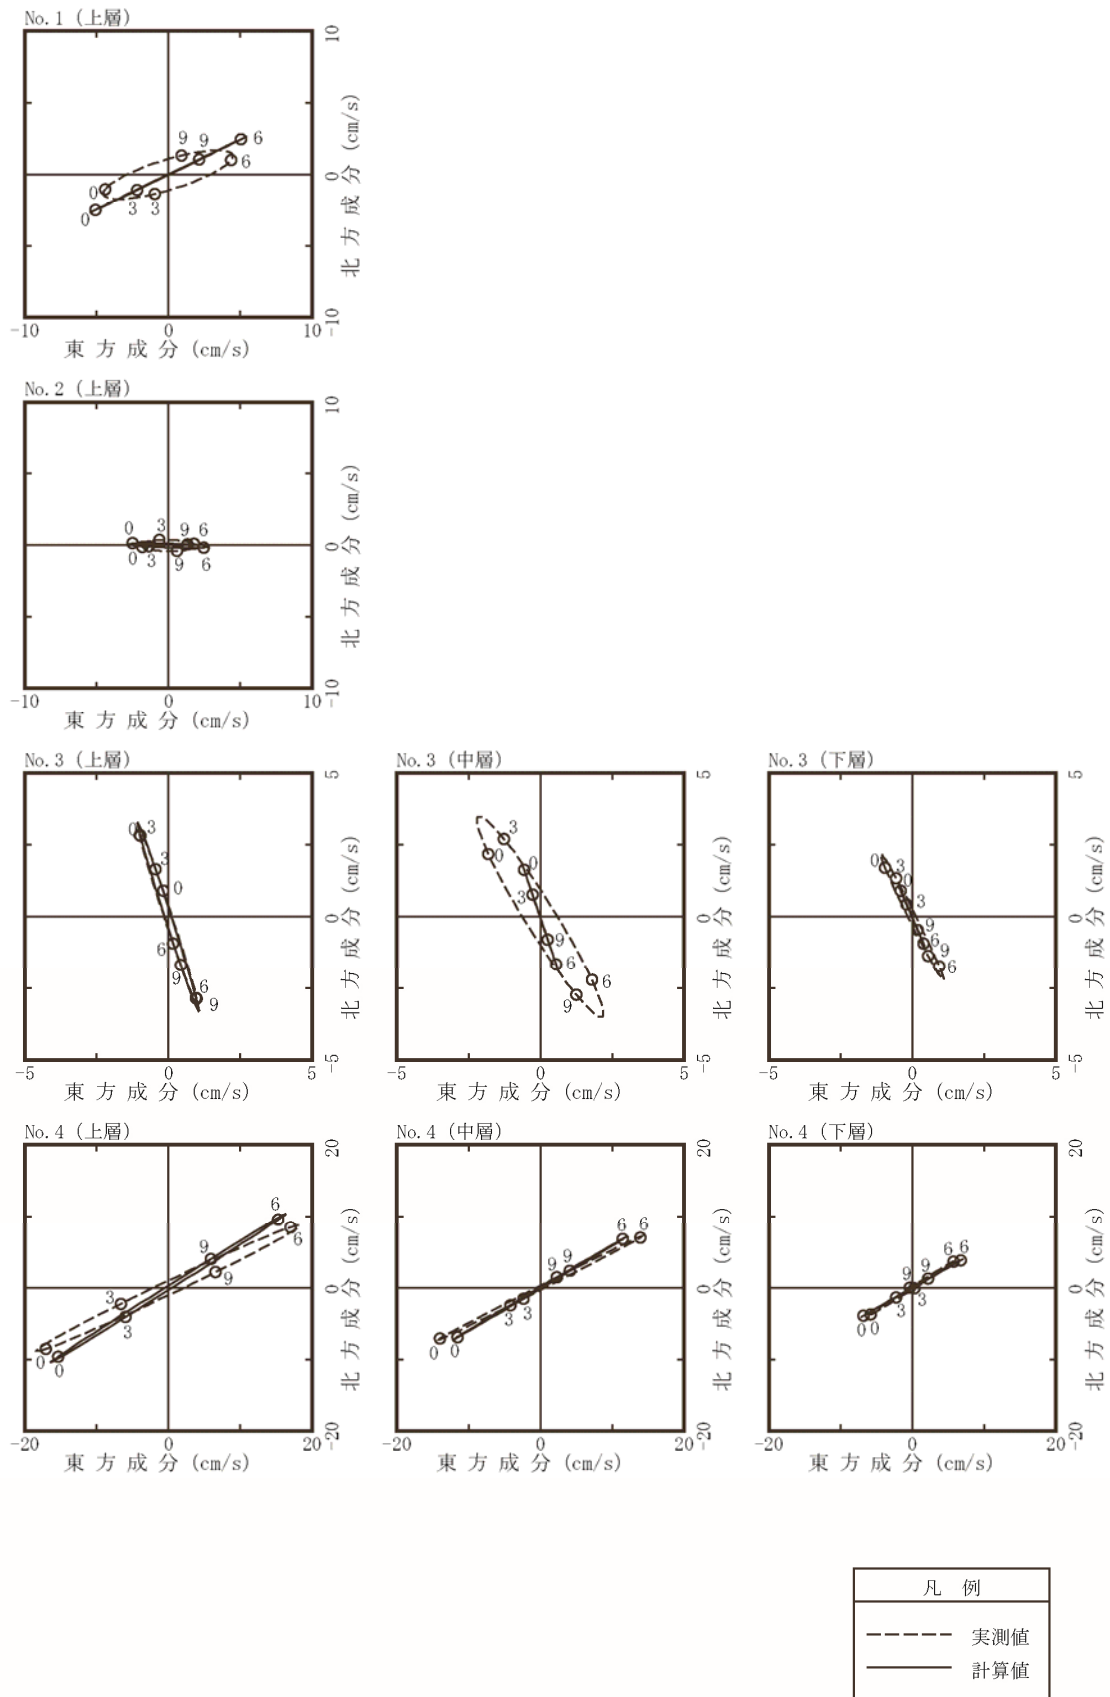 No.1 (上層)
10
0
-10
北方成分 (cm/s)
9 9 6
6
0 3 3
0
-10 0 10
東方成分 (cm/s)
No.2 (上層)
10
0
-10
北方成分 (cm/s)
0 3 9 6
0 3 9 6
-10 0 10
東方成分 (cm/s)
No.3 (上層)
5
0
-5
北方成分 (cm/s)
0 3
3
0
6
9 6
9
-5 0 5
東方成分 (cm/s)
No.3 (中層)
5
0
-5
北方成分 (cm/s)
3
0 0
3
9
6 6
9
-5 0 5
東方成分 (cm/s)
No.3 (下層)
5
0
-5
北方成分 (cm/s)
0 3
0
3
9
6 9
6
-5 0 5
東方成分 (cm/s)
No.4 (上層)
20
0
-20
北方成分 (cm/s)
6
6
9
9
3
3
0 0
-20 0 20
東方成分 (cm/s)
No.4 (中層)
20
0
-20
北方成分 (cm/s)
6 6
9 9
3 3
0 0
-20 0 20
東方成分 (cm/s)
No.4 (下層)
20
0
-20
北方成分 (cm/s)
6 6
9 9
3 3
0 0
-20 0 20
東方成分 (cm/s)
凡 例
実測値
計算値